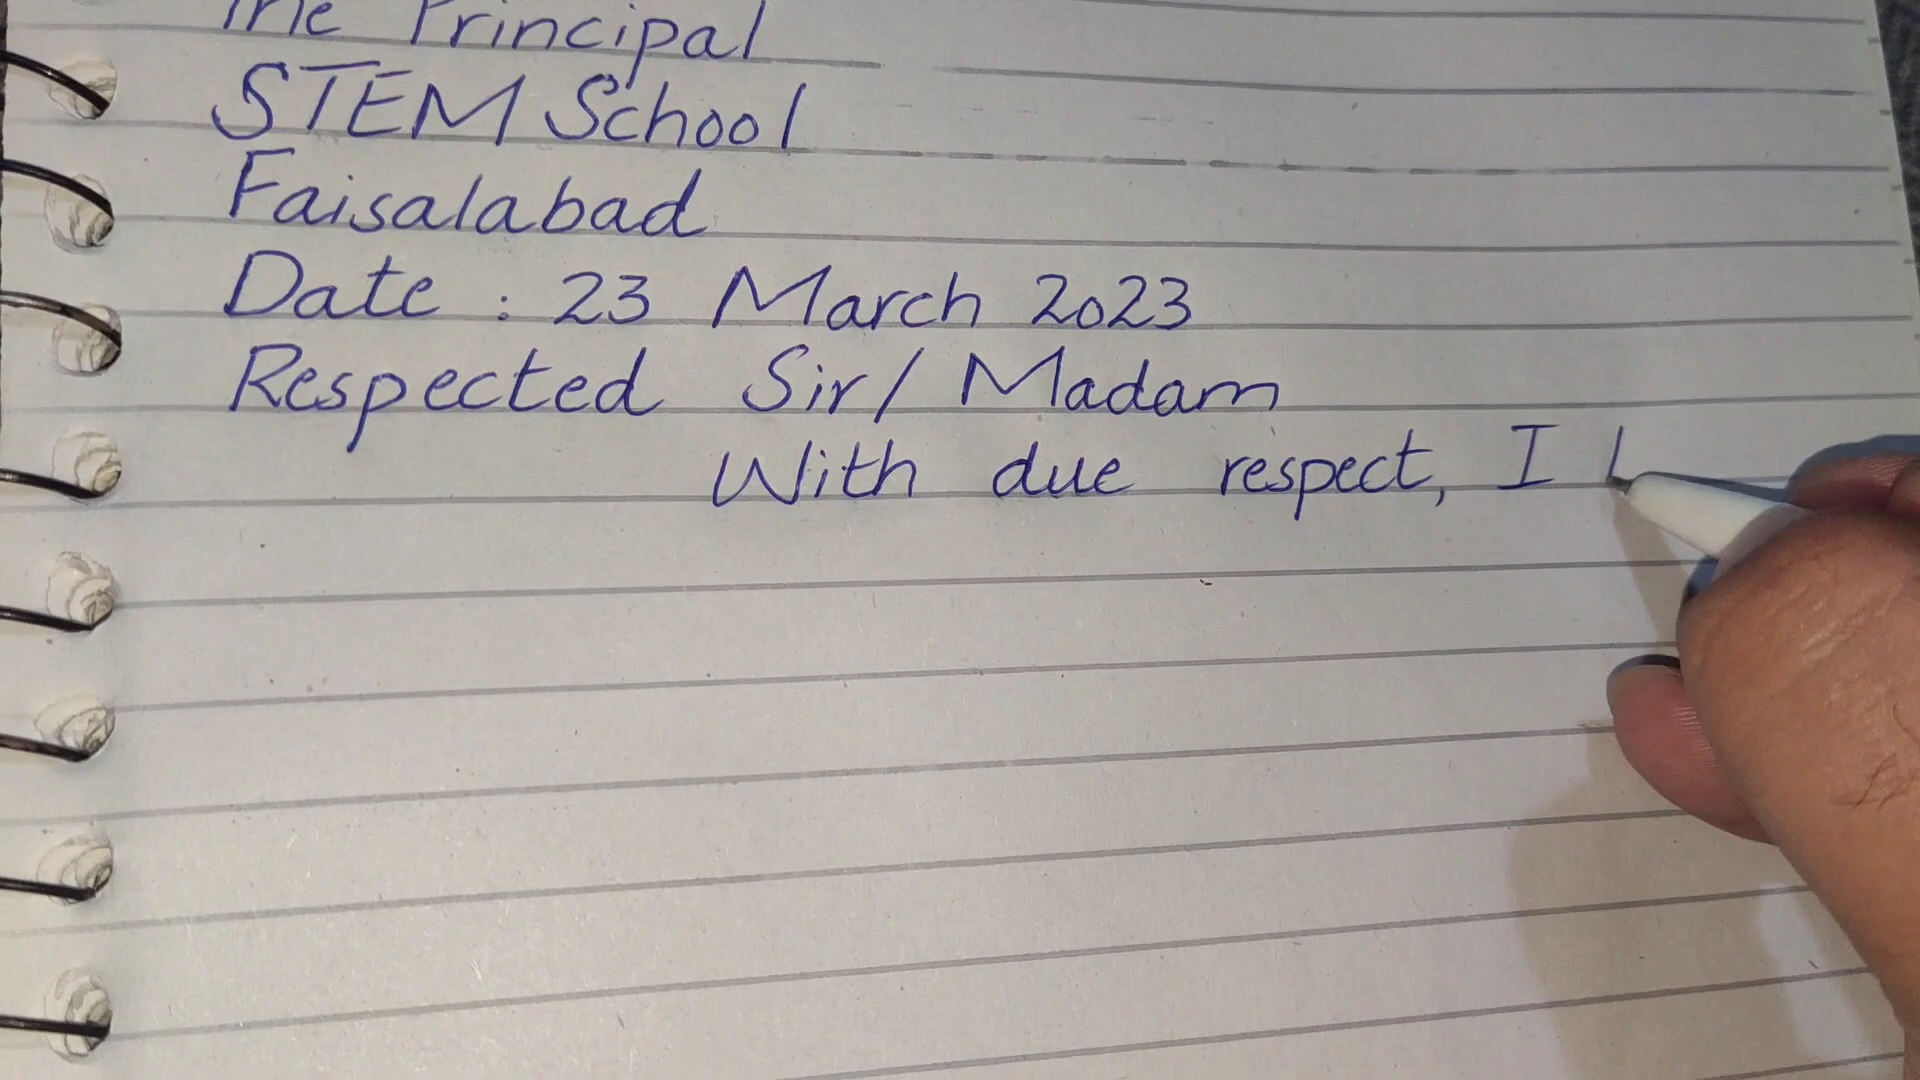 The Principal
STEM School
Faisalabad
Date : 23 March 2023
Respected Sir/ Madam
With due respect, I